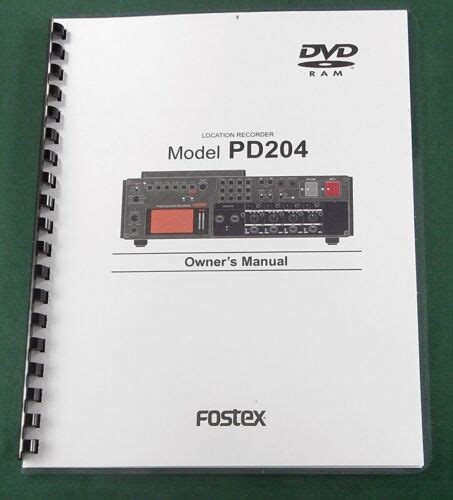 DVD
RAM
LOCATION RECORDER
Model PD204
Owner's Manual
FOSTEX